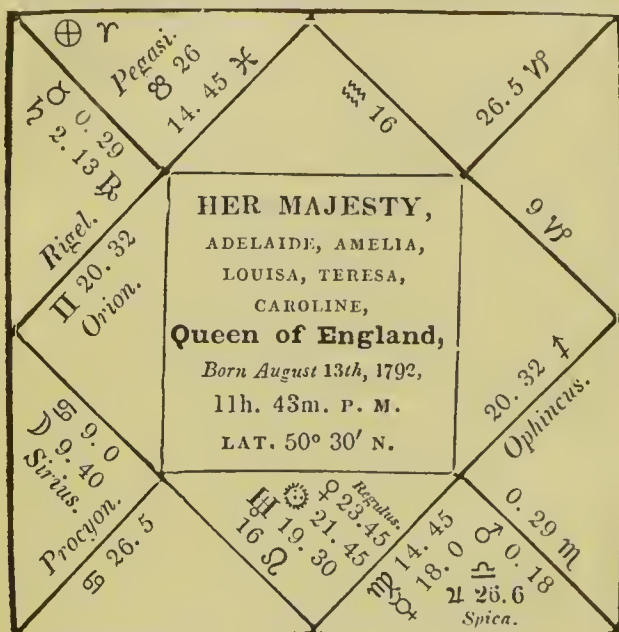 ⊕ ♈
Pegasi.
☋ 26
14. 45 ♓
♒ 16
26. 5 ♑
♉ 0. 29
♄ 2. 13 ℞
Rigel.
♊ 20. 32
Orion.
9 ♑
HER MAJESTY,
ADELAIDE, AMELIA,
LOUISA, TERESA,
CAROLINE,
Queen of England,
Born August 13th, 1792,
11h. 43m. P. M.
LAT. 50° 30′ N.
20. 32 ♐
Ophincus.
♋ 9. 0
☽ 9. 40
Sirius.
Procyon.
♋ 26. 5
Regulus.
♀ 23.45
☉ 21. 45
♅ 19. 30
16 ♌
♍ 14. 45
☿ 18. 0
♂ 0. 18
♎
♃ 26.6
Spica.
0. 29 ♏